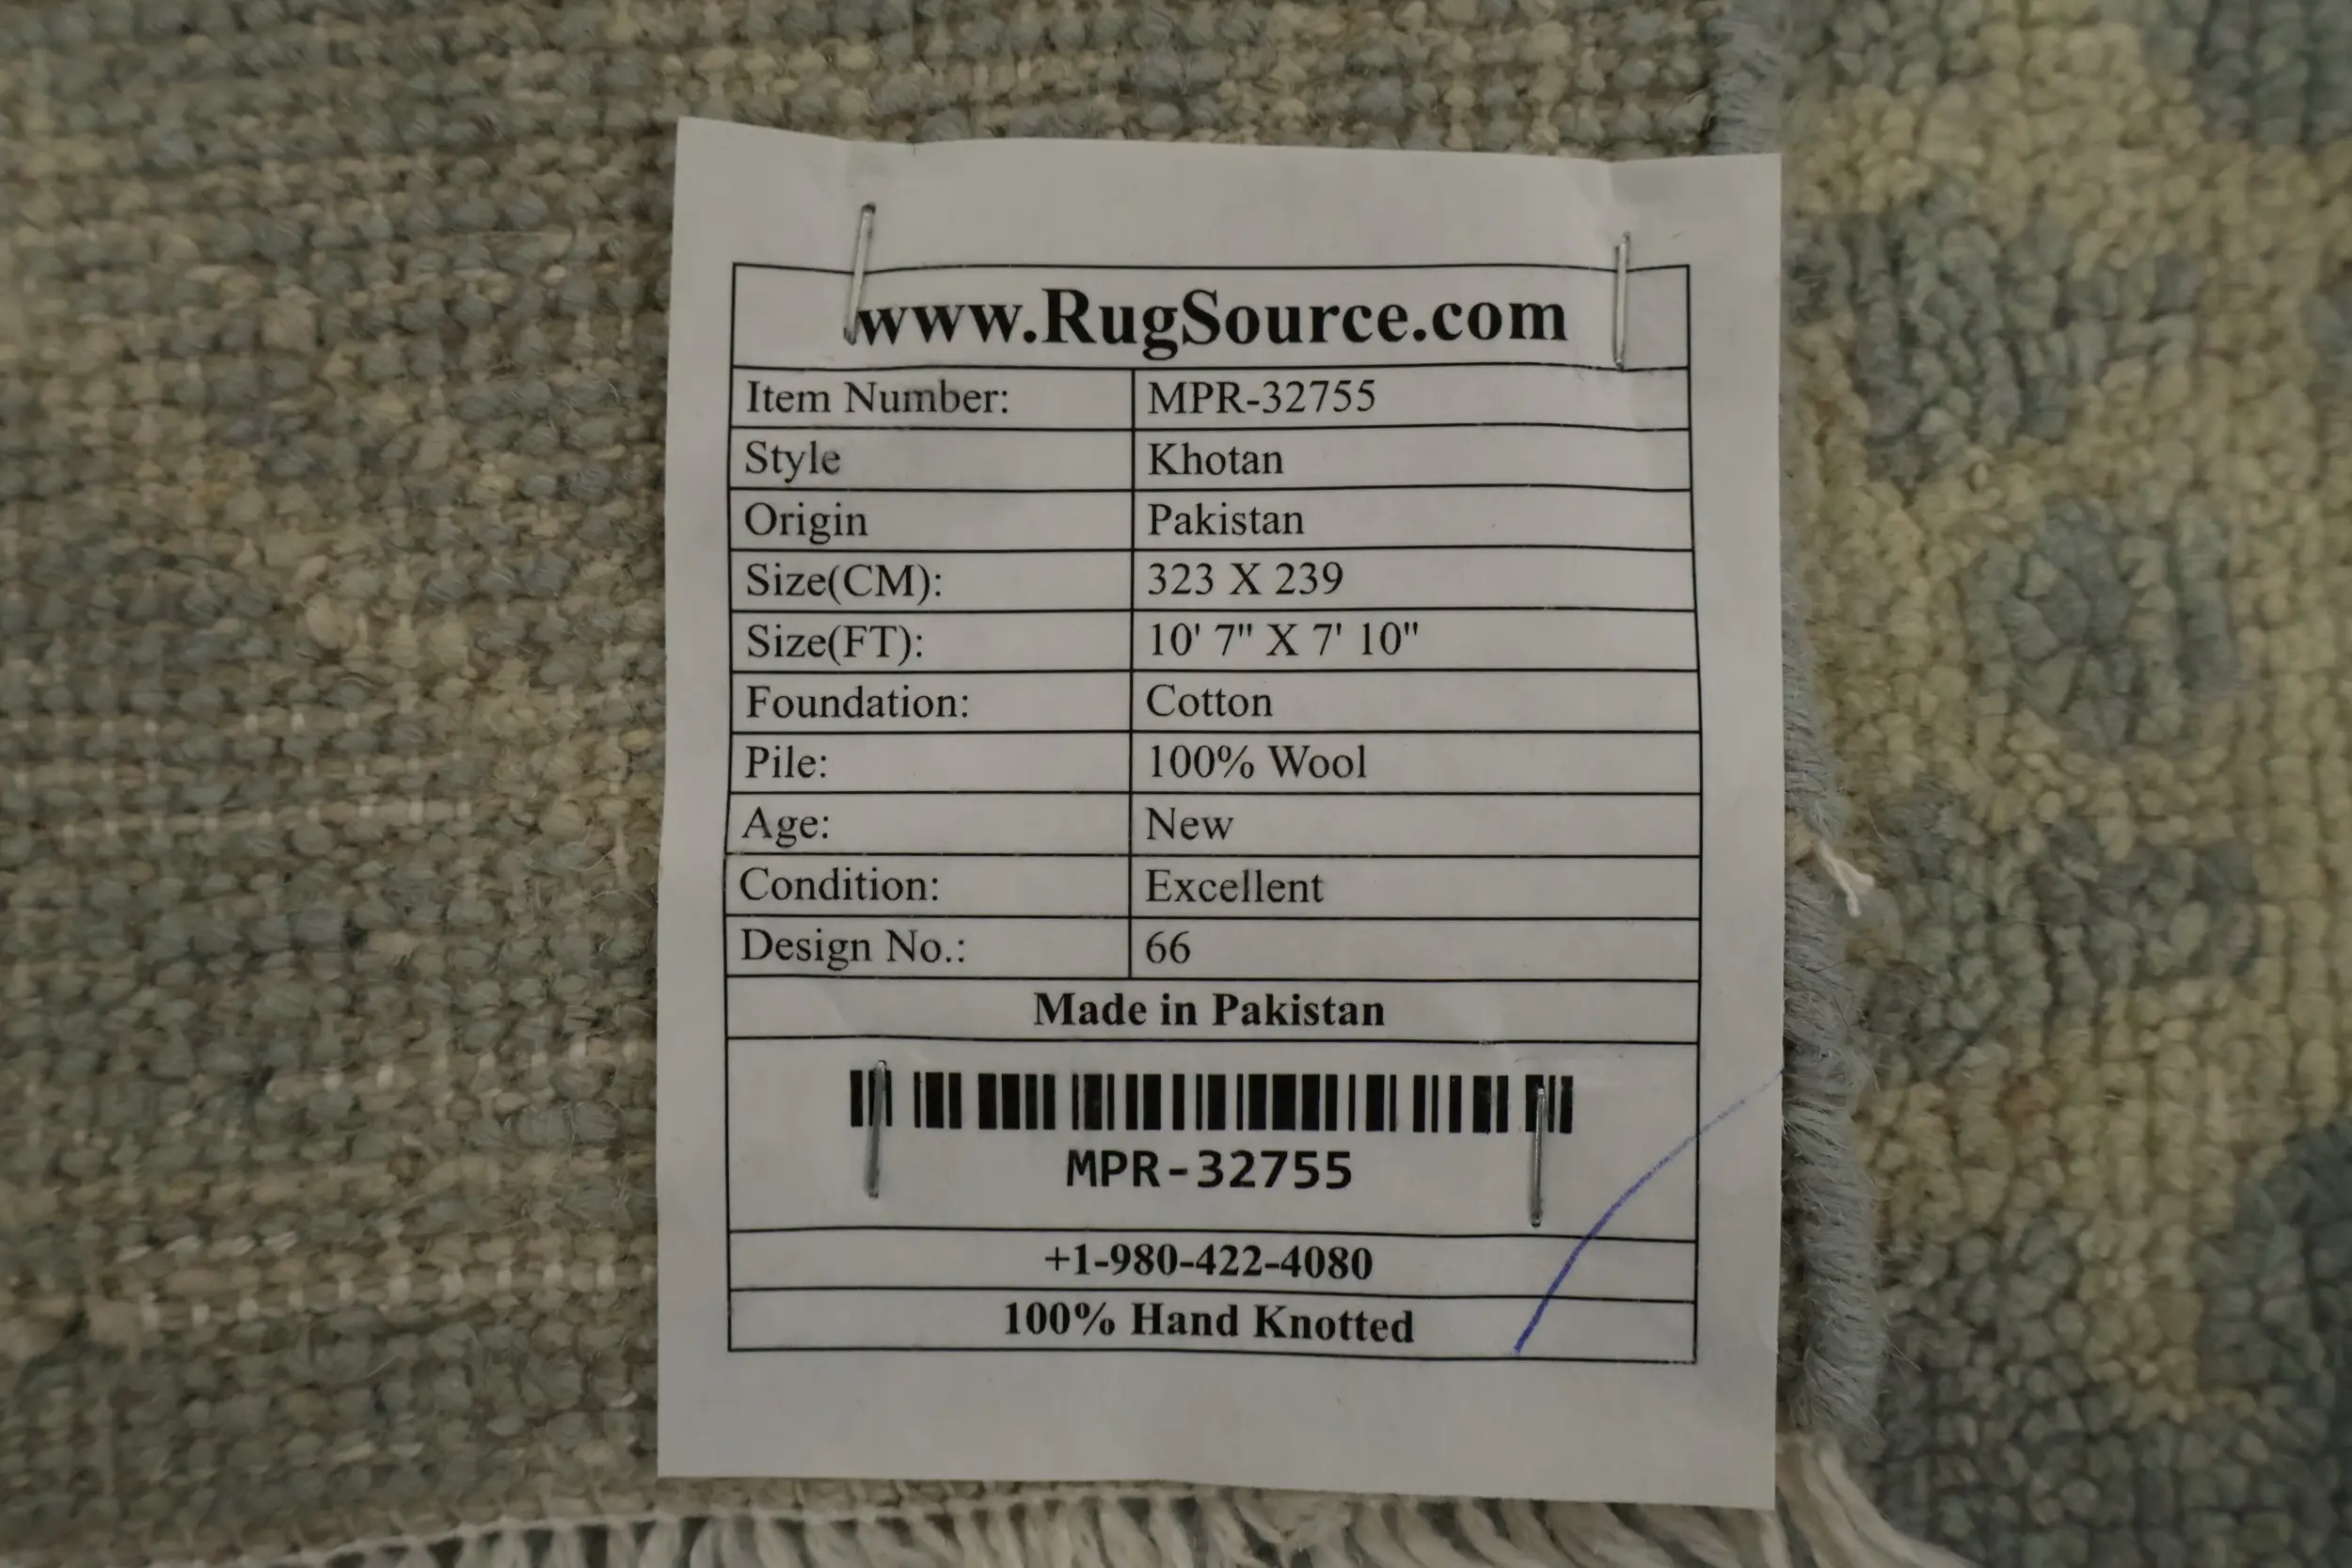 www.RugSource.com
Item Number: MPR-32755
Style Khotan
Origin Pakistan
Size(CM): 323 X 239
Size(FT): 10' 7" X 7' 10"
Foundation: Cotton
Pile: 100% Wool
Age: New
Condition: Excellent
Design No.: 66
Made in Pakistan
MPR-32755
+1-980-422-4080
100% Hand Knotted